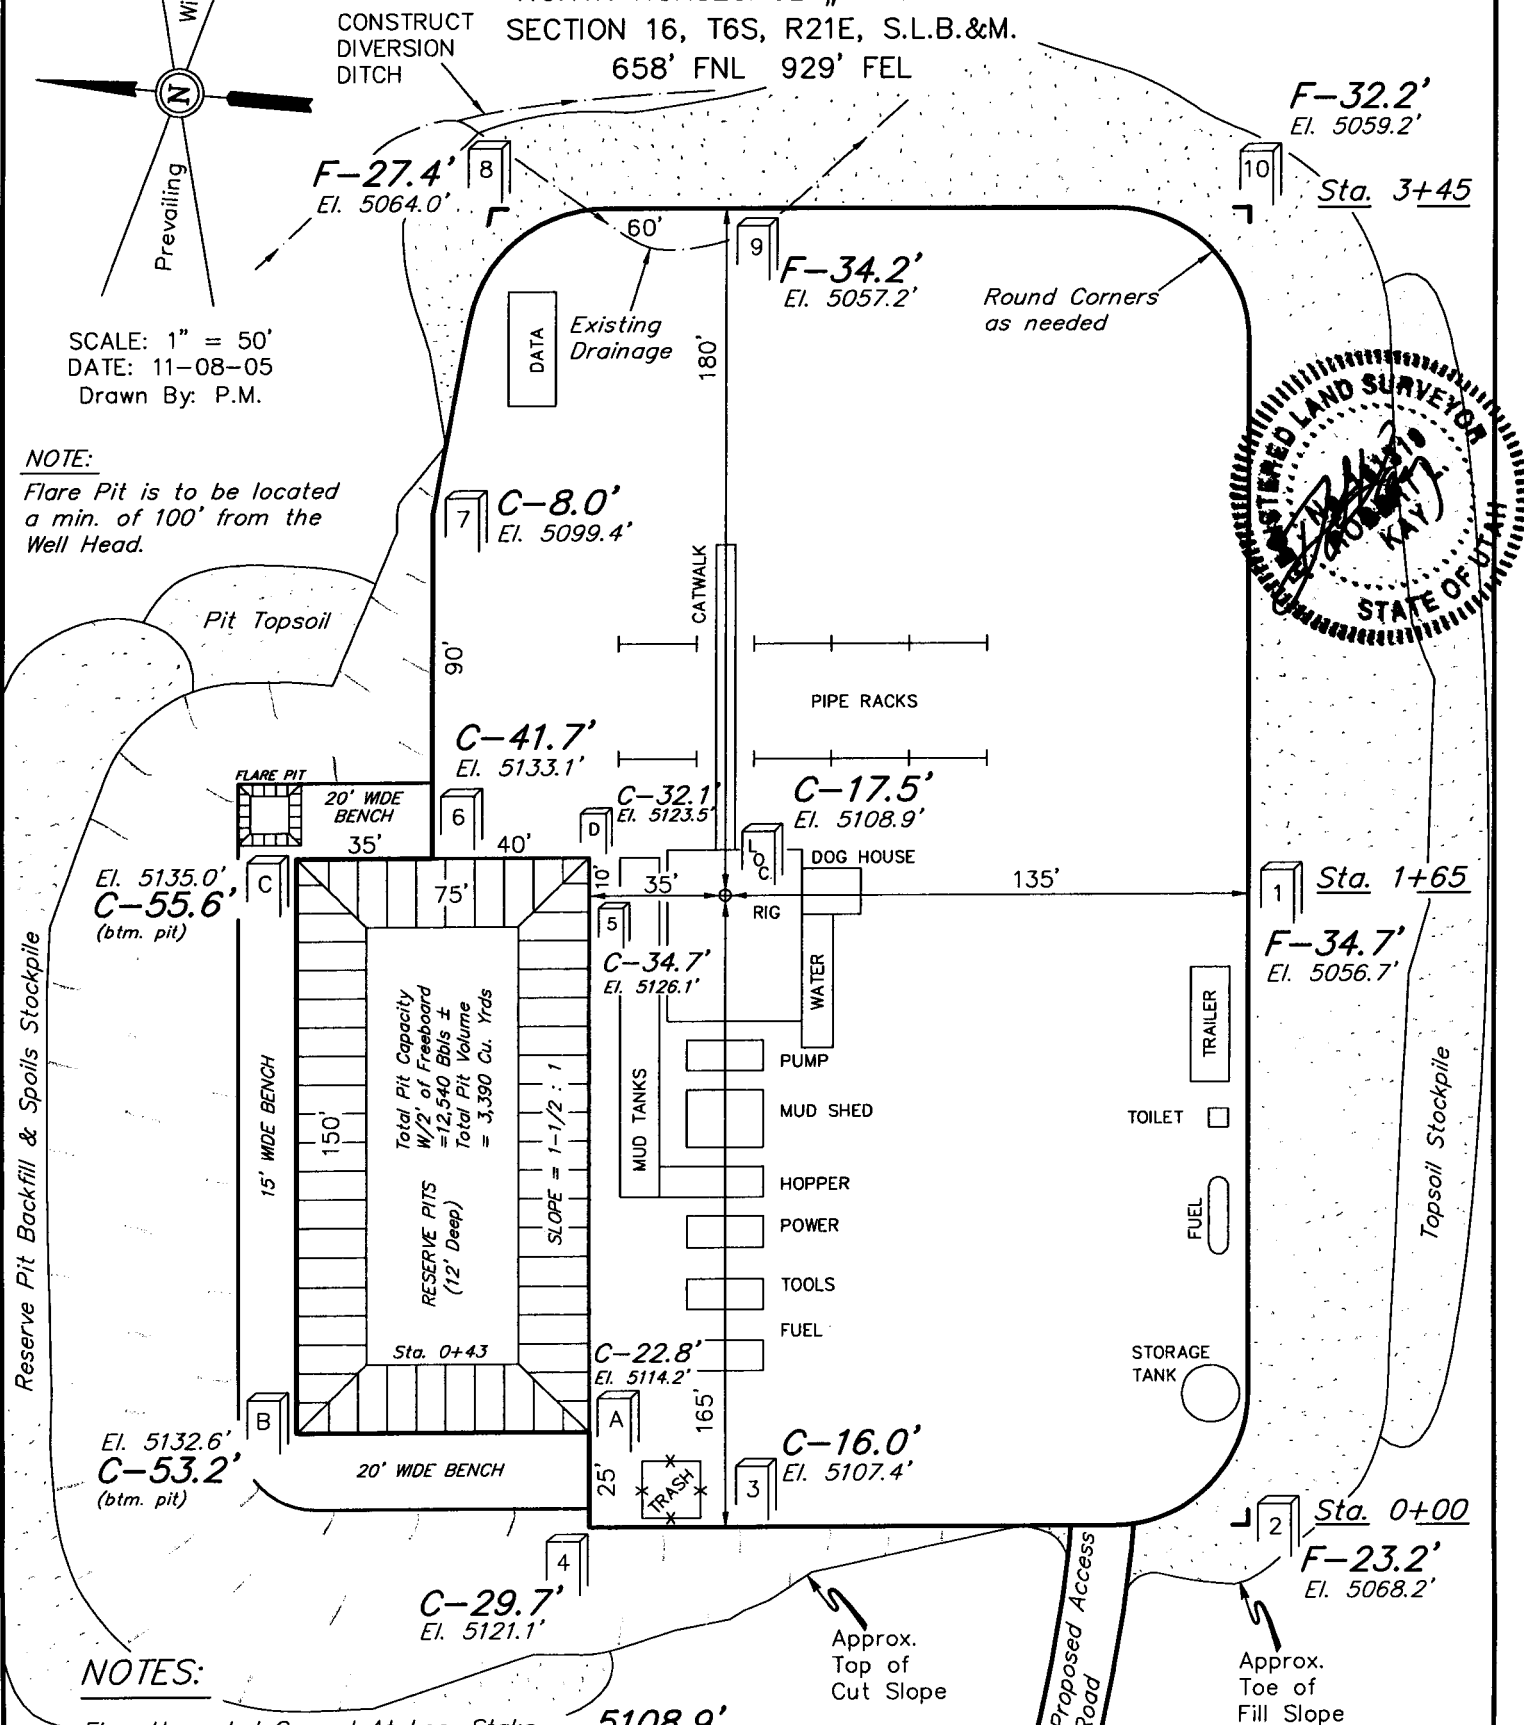 SECTION 16, T6S, R21E, S.L.B.&M.
658' FNL 929' FEL
CONSTRUCT
DIVERSION
DITCH
N
Prevailing
SCALE: 1" = 50'
DATE: 11-08-05
Drawn By: P.M.
NOTE:
Flare Pit is to be located
a min. of 100' from the
Well Head.
F-27.4'
El. 5064.0'
8
60'
9
F-34.2'
El. 5057.2'
F-32.2'
El. 5059.2'
10
Sta. 3+45
Round Corners
as needed
Existing
Drainage
DATA
180'
LAND SURVEYOR
KAY
STATE OF UTAH
7
C-8.0'
El. 5099.4'
Pit Topsoil
90'
CATWALK
PIPE RACKS
C-41.7'
El. 5133.1'
6
FLARE PIT
20' WIDE
BENCH
35'
40'
D
C-32.1'
El. 5123.5'
C-17.5'
El. 5108.9'
LOC.
DOG HOUSE
El. 5135.0'
C-55.6'
(btm. pit)
C
75'
10'
35'
RIG
135'
1
Sta. 1+65
F-34.7'
El. 5056.7'
5
C-34.7'
El. 5126.1'
WATER
TRAILER
Reserve Pit Backfill & Spoils Stockpile
15' WIDE BENCH
150'
Total Pit Capacity
W/2' of Freeboard
=12,540 Bbls ±
Total Pit Volume
= 3,390 Cu. Yrds
RESERVE PITS
(12' Deep)
SLOPE = 1-1/2 : 1
MUD TANKS
PUMP
MUD SHED
HOPPER
POWER
TOOLS
FUEL
TOILET
FUEL
Topsoil Stockpile
STORAGE
TANK
Sta. 0+43
C-22.8'
El. 5114.2'
A
165'
B
El. 5132.6'
C-53.2'
(btm. pit)
20' WIDE BENCH
25'
TRASH
3
C-16.0'
El. 5107.4'
2
Sta. 0+00
F-23.2'
El. 5068.2'
4
C-29.7'
El. 5121.1'
Approx.
Top of
Cut Slope
Proposed Access
Road
Approx.
Toe of
Fill Slope
NOTES:
5108.9'